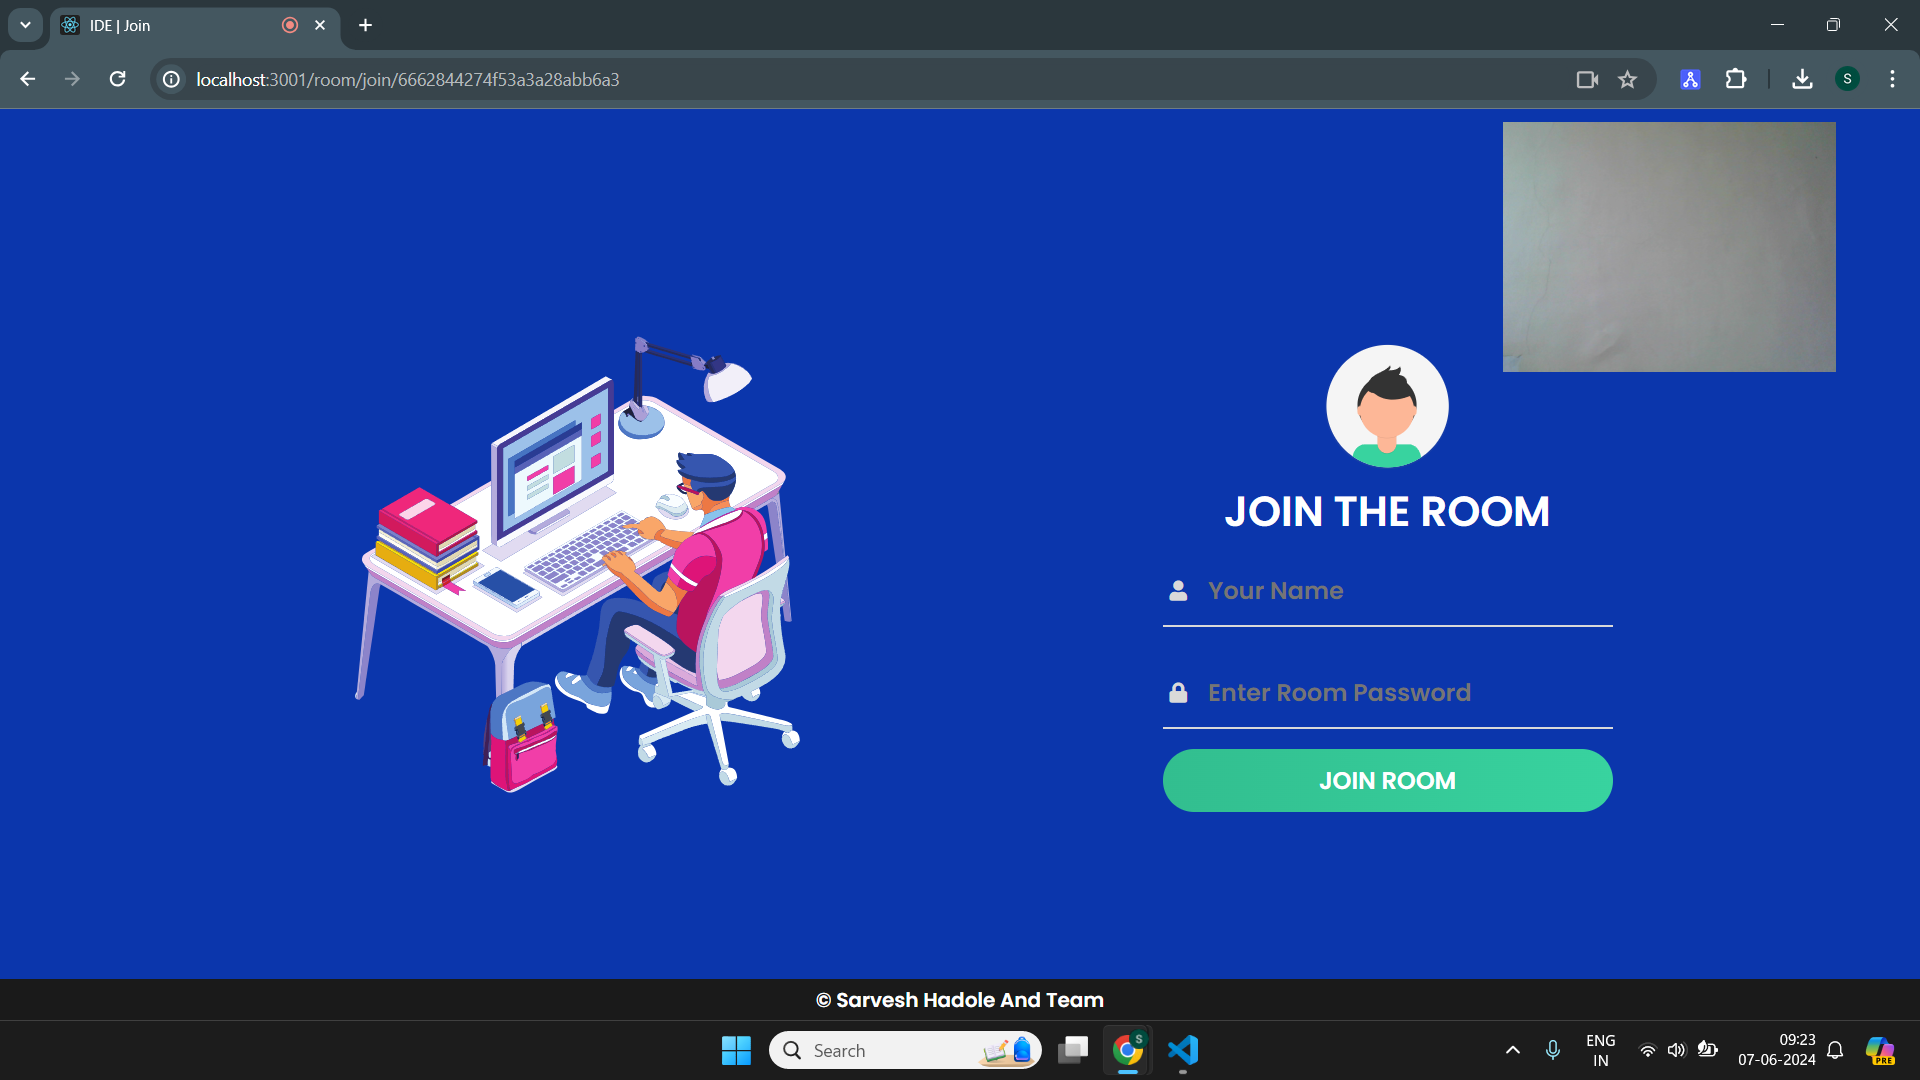 IDE | Join
localhost:3001/room/join/6662844274f53a3a28abb6a3
S
JOIN THE ROOM
Your Name
Enter Room Password
JOIN ROOM
© Sarvesh Hadole And Team
Search
S
ENG
IN
09:23
07-06-2024
PRE